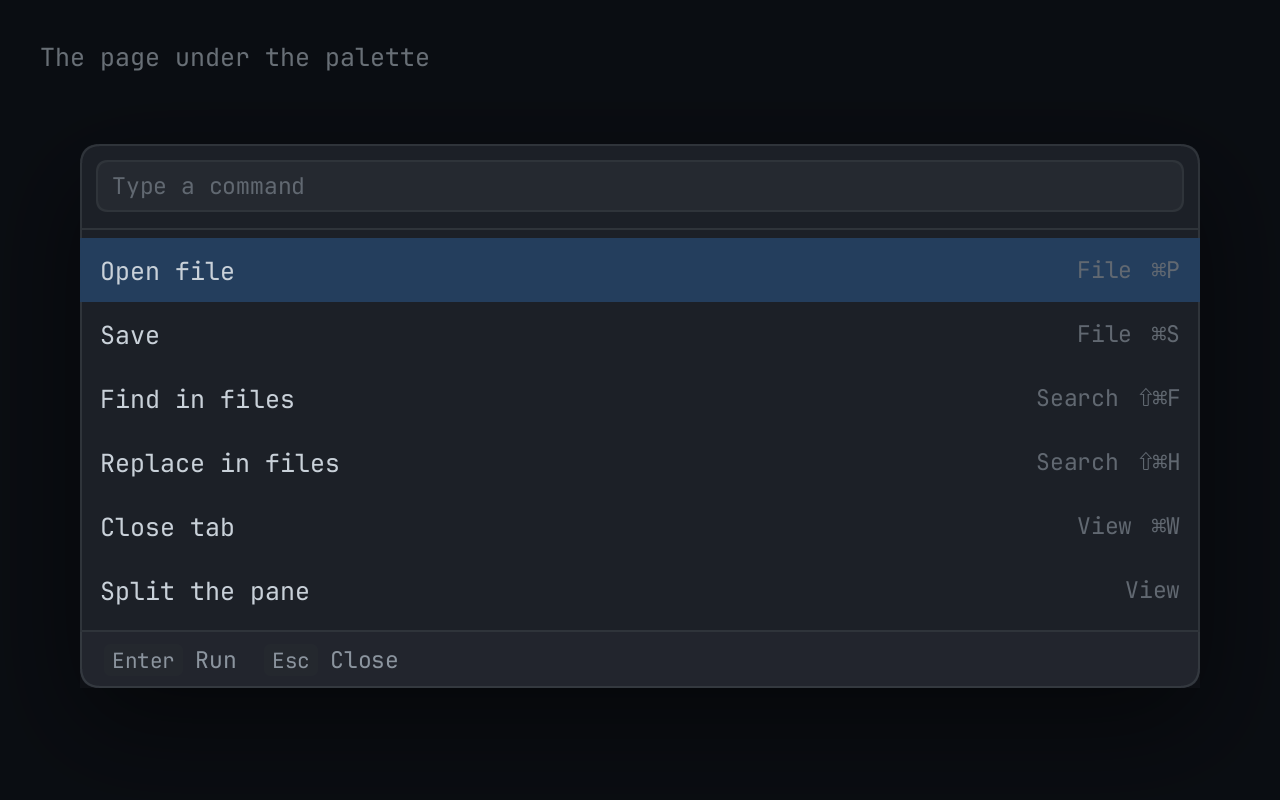 The page under the palette
Type a command
Open file File ⌘P
Save File ⌘S
Find in files Search ⇧⌘F
Replace in files Search ⇧⌘H
Close tab View ⌘W
Split the pane View
Enter Run Esc Close